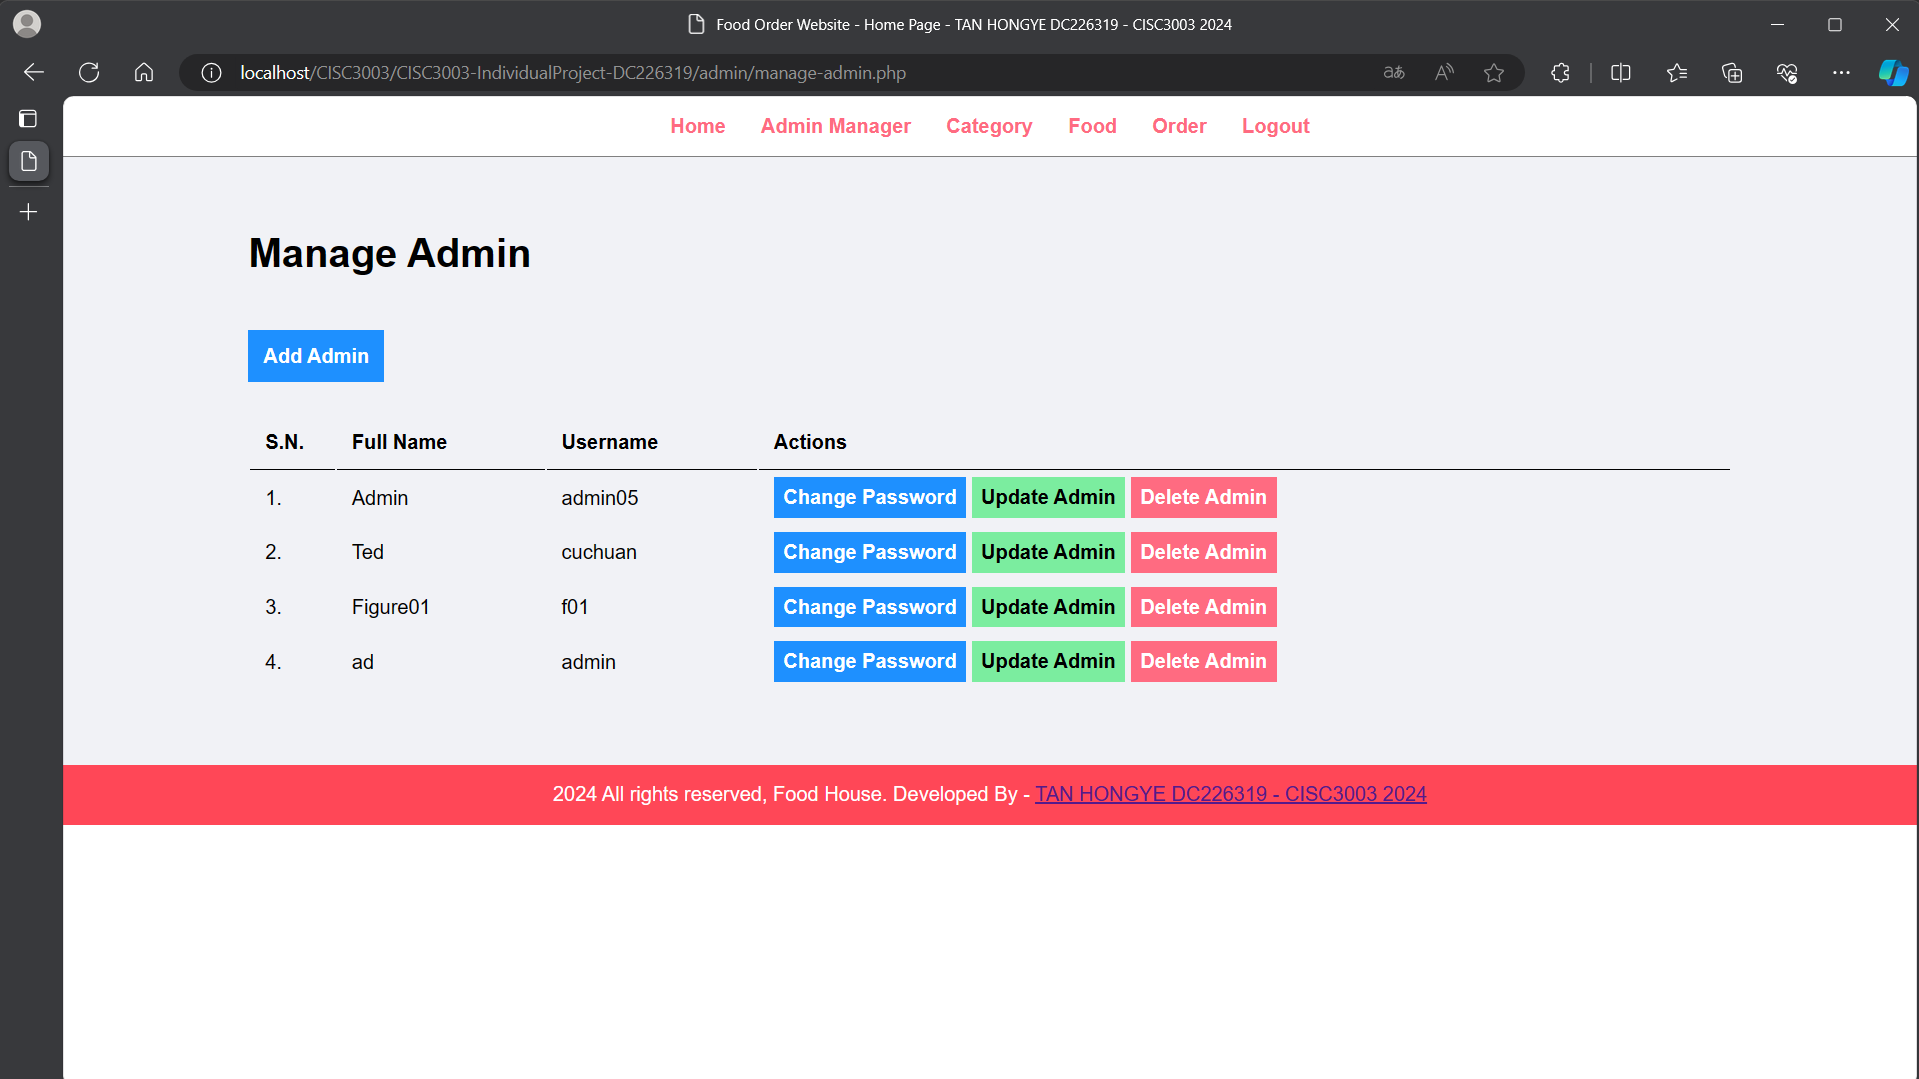 Food Order Website - Home Page - TAN HONGYE DC226319 - CISC3003 2024
localhost/CISC3003/CISC3003-IndividualProject-DC226319/admin/manage-admin.php
Home Admin Manager Category Food Order Logout
Manage Admin
Add Admin
S.N. Full Name Username Actions
1. Admin admin05 Change Password Update Admin Delete Admin
2. Ted cuchuan Change Password Update Admin Delete Admin
3. Figure01 f01 Change Password Update Admin Delete Admin
4. ad admin Change Password Update Admin Delete Admin
2024 All rights reserved, Food House. Developed By - TAN HONGYE DC226319 - CISC3003 2024